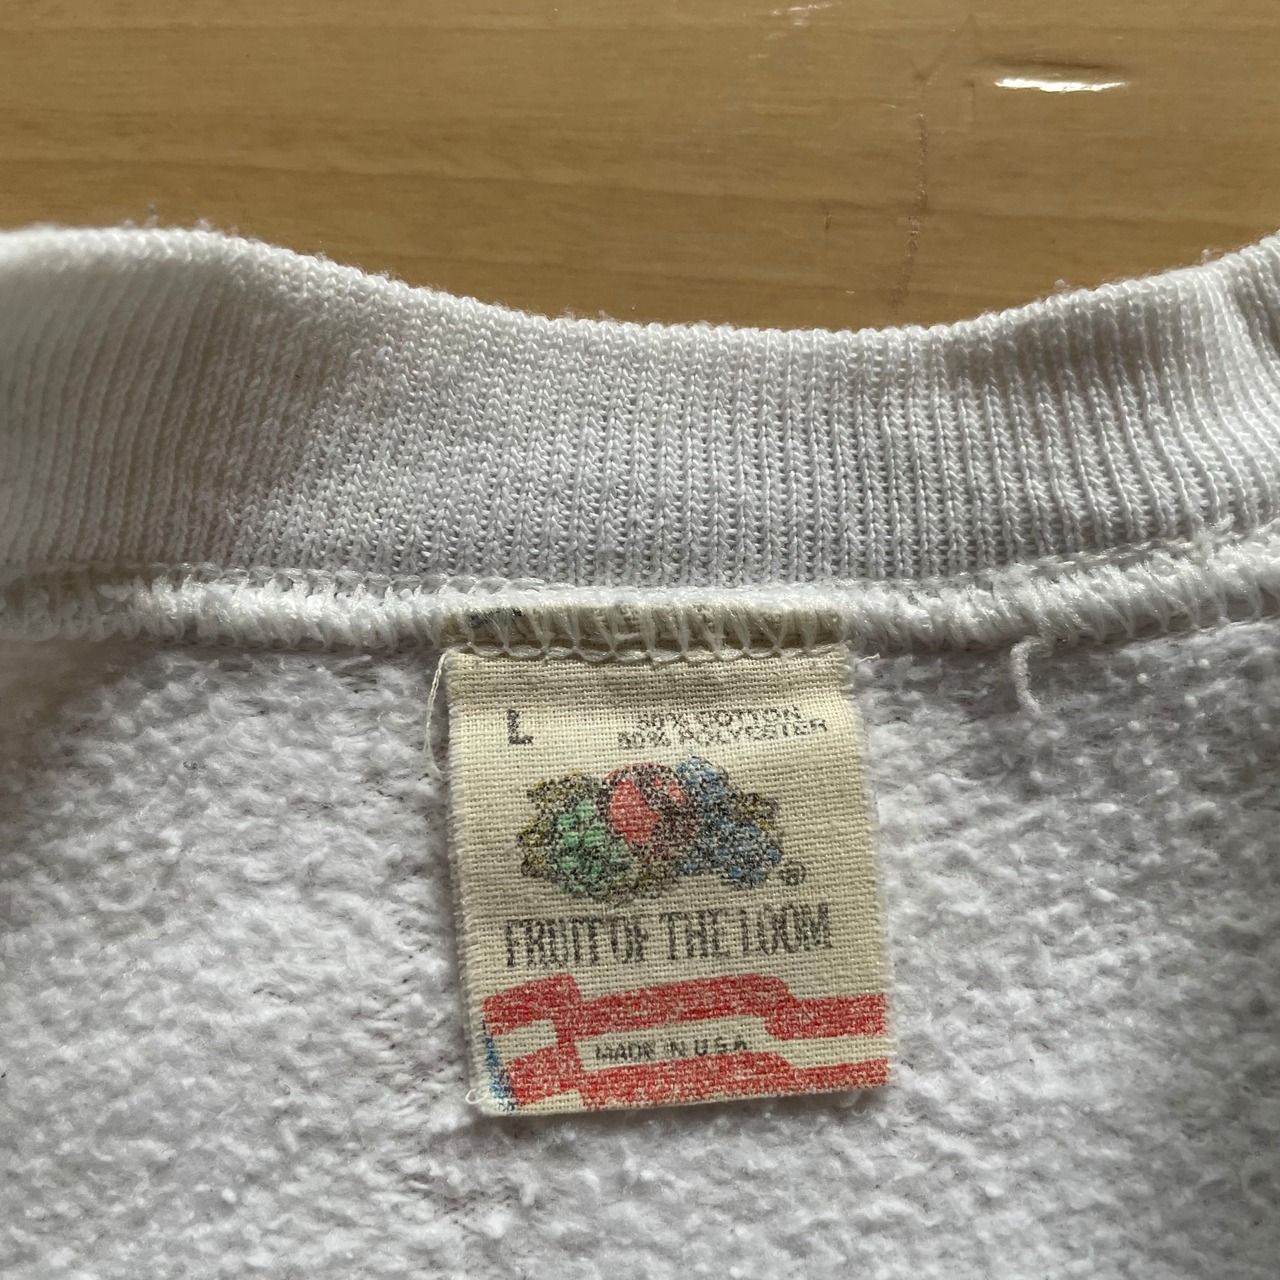 L
50% COTTON
50% POLYESTER
®
FRUIT OF THE LOOM
MADE IN U.S.A.